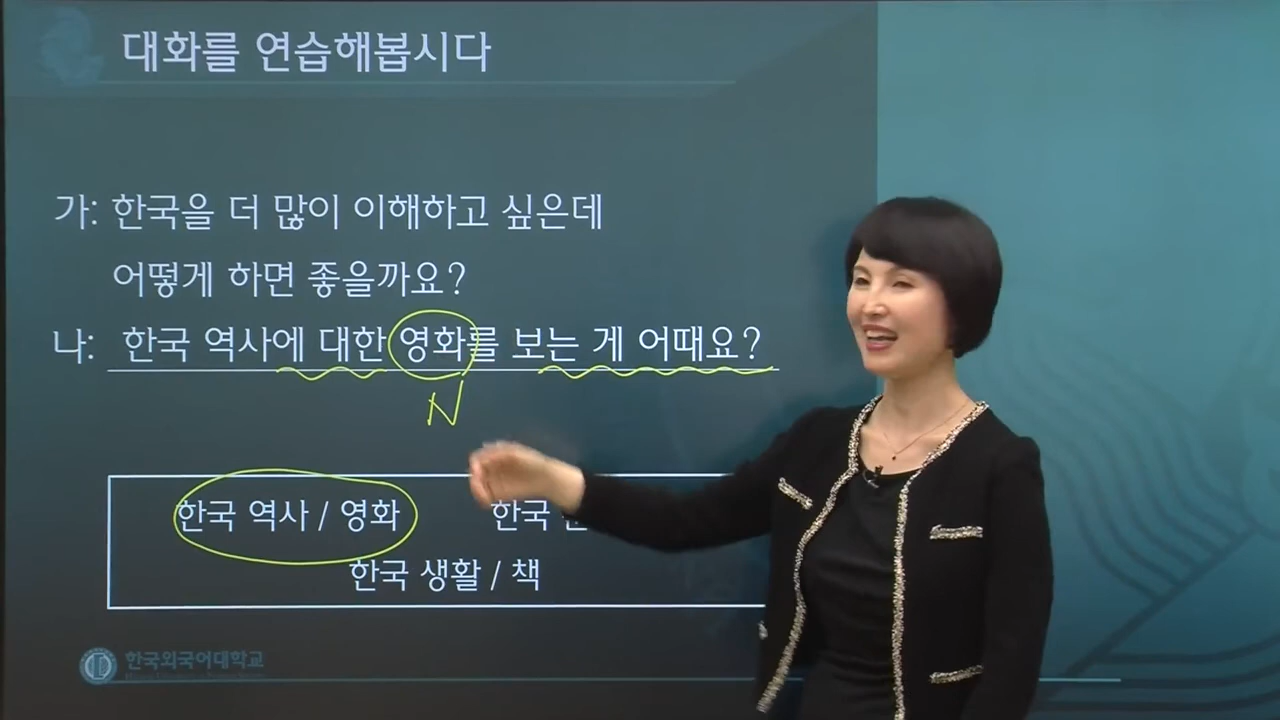 대화를 연습해봅시다
가: 한국을 더 많이 이해하고 싶은데
어떻게 하면 좋을까요?
나: 한국 역사에 대한 영화를 보는 게 어때요?
N
한국 역사 / 영화 한국
한국 생활 / 책
한국외국어대학교